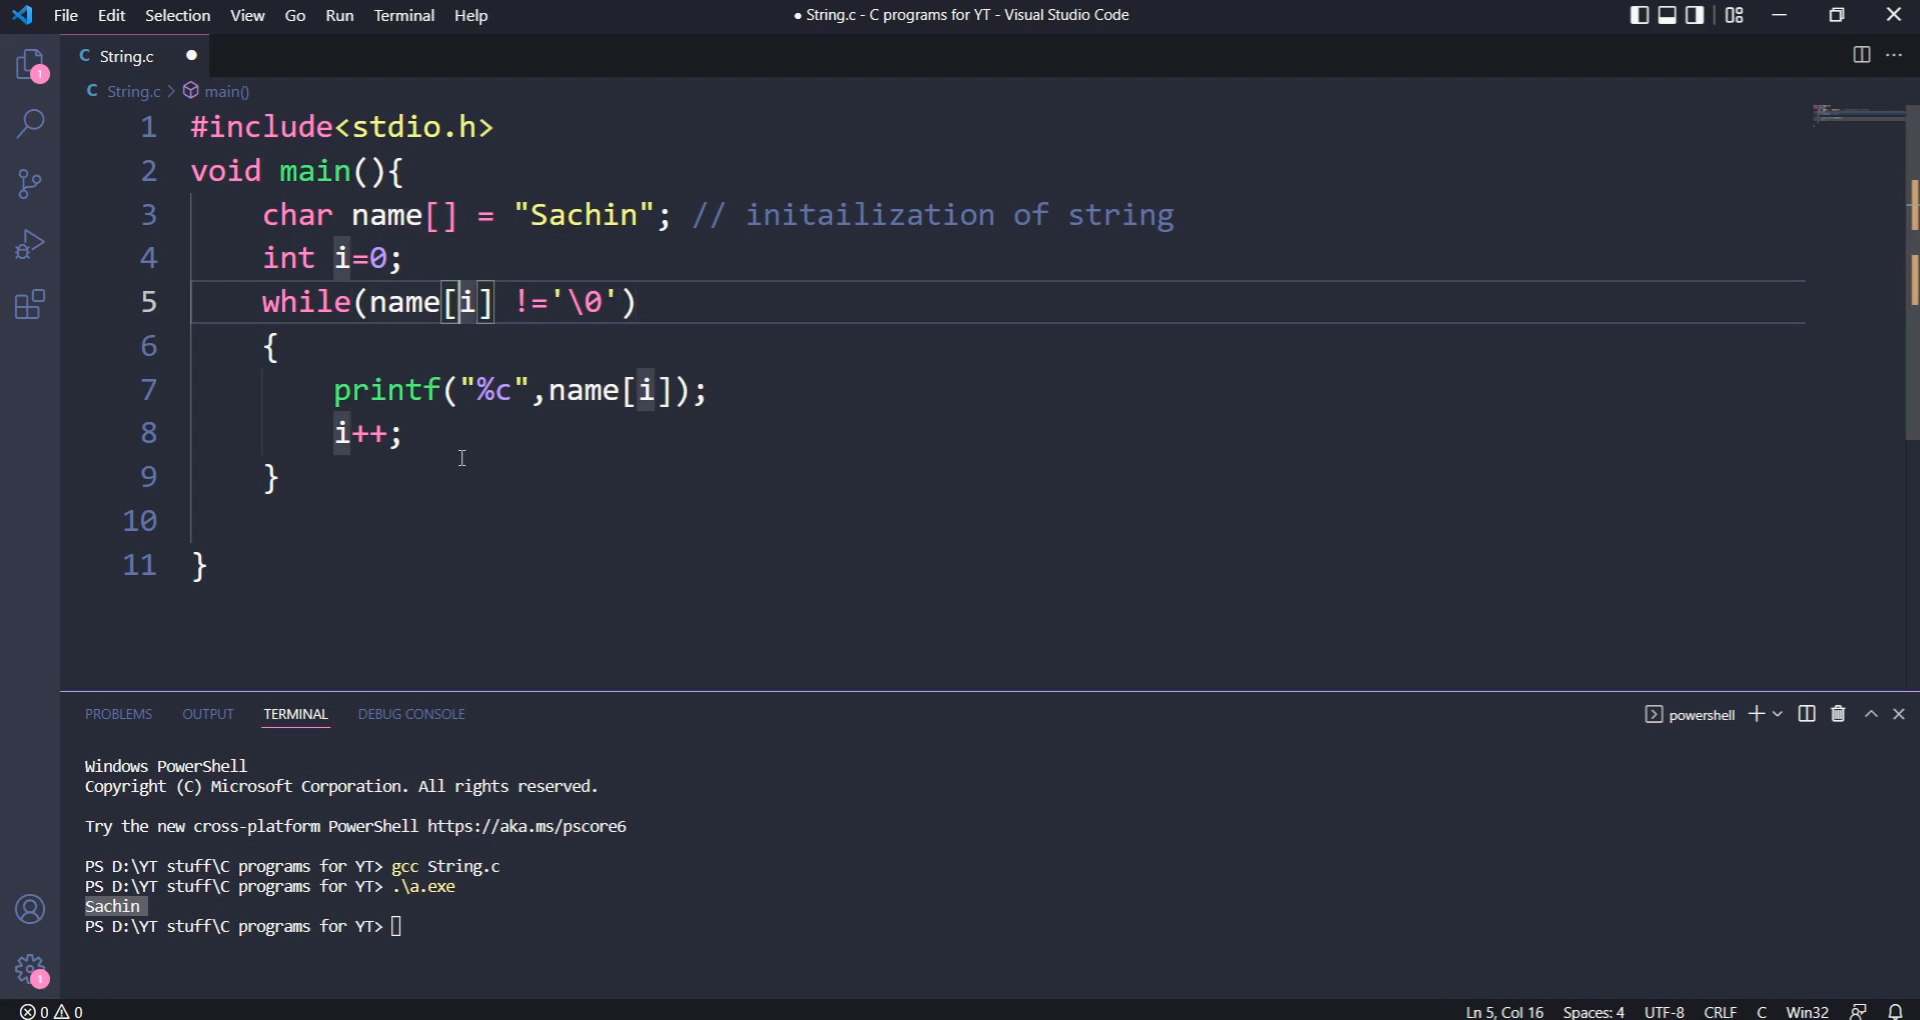 File Edit Selection View Go Run Terminal Help
● String.c - C programs for YT - Visual Studio Code
1
C String.c ●
C String.c > main()
1 #include<stdio.h>
2 void main(){
3 char name[] = "Sachin"; // initailization of string
4 int i=0;
5 while(name[i] !='\0')
6 {
7 printf("%c",name[i]);
8 i++;
9 }
10
11 }
PROBLEMS OUTPUT TERMINAL DEBUG CONSOLE
powershell
Windows PowerShell
Copyright (C) Microsoft Corporation. All rights reserved.
Try the new cross-platform PowerShell https://aka.ms/pscore6
PS D:\YT stuff\C programs for YT> gcc String.c
PS D:\YT stuff\C programs for YT> .\a.exe
Sachin
PS D:\YT stuff\C programs for YT>
1
0 0
Ln 5, Col 16 Spaces: 4 UTF-8 CRLF C Win32